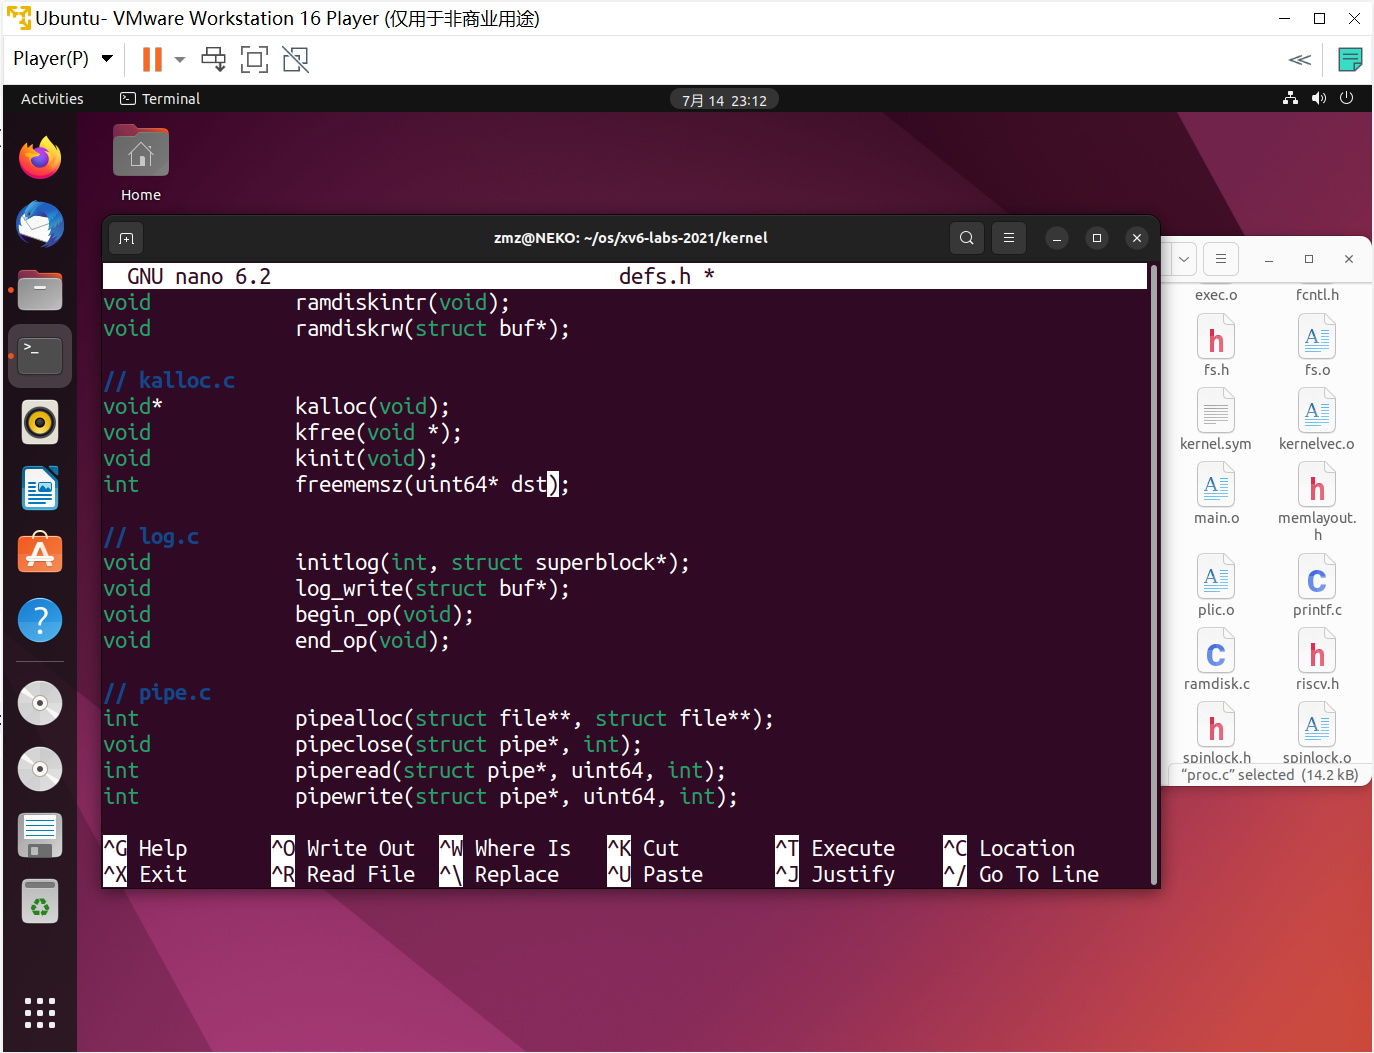 Ubuntu- VMware Workstation 16 Player (仅用于非商业用途)
Player(P)
Activities
Terminal
7月 14 23:12
Home
zmz@NEKO: ~/os/xv6-labs-2021/kernel
GNU nano 6.2 defs.h *
void ramdiskintr(void);
void ramdiskrw(struct buf*);
// kalloc.c
void* kalloc(void);
void kfree(void *);
void kinit(void);
int freememsz(uint64* dst);
// log.c
void initlog(int, struct superblock*);
void log_write(struct buf*);
void begin_op(void);
void end_op(void);
// pipe.c
int pipealloc(struct file**, struct file**);
void pipeclose(struct pipe*, int);
int piperead(struct pipe*, uint64, int);
int pipewrite(struct pipe*, uint64, int);
^G Help ^O Write Out ^W Where Is ^K Cut ^T Execute ^C Location
^X Exit ^R Read File ^\ Replace ^U Paste ^J Justify ^/ Go To Line
exec.o fcntl.h
fs.h fs.o
kernel.sym kernelvec.o
main.o memlayout.
h
plic.o printf.c
ramdisk.c riscv.h
spinlock.h spinlock.o
“proc.c” selected (14.2 kB)